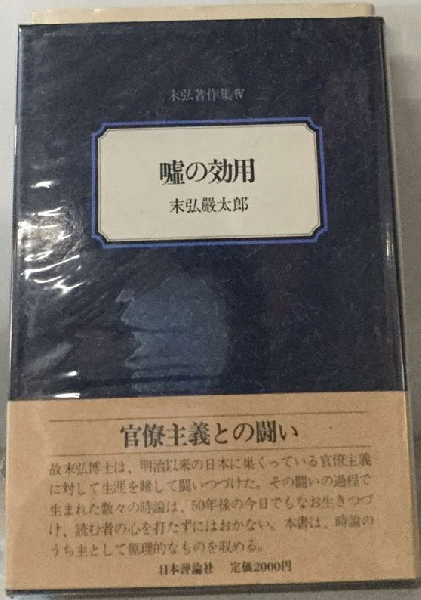 末弘著作集Ⅳ
嘘の効用
末弘嚴太郎
官僚主義との闘い
故末弘博士は、明治以来の日本に巣くっている官僚主義
に対して生涯を賭して闘いつづけた。その闘いの過程で
生まれた数々の時論は、50年後の今日でもなお生きつづ
け、読む者の心を打たずにはおかない。本書は、時論の
うち主として原理的なものを収める。
日本評論社 定価2000円